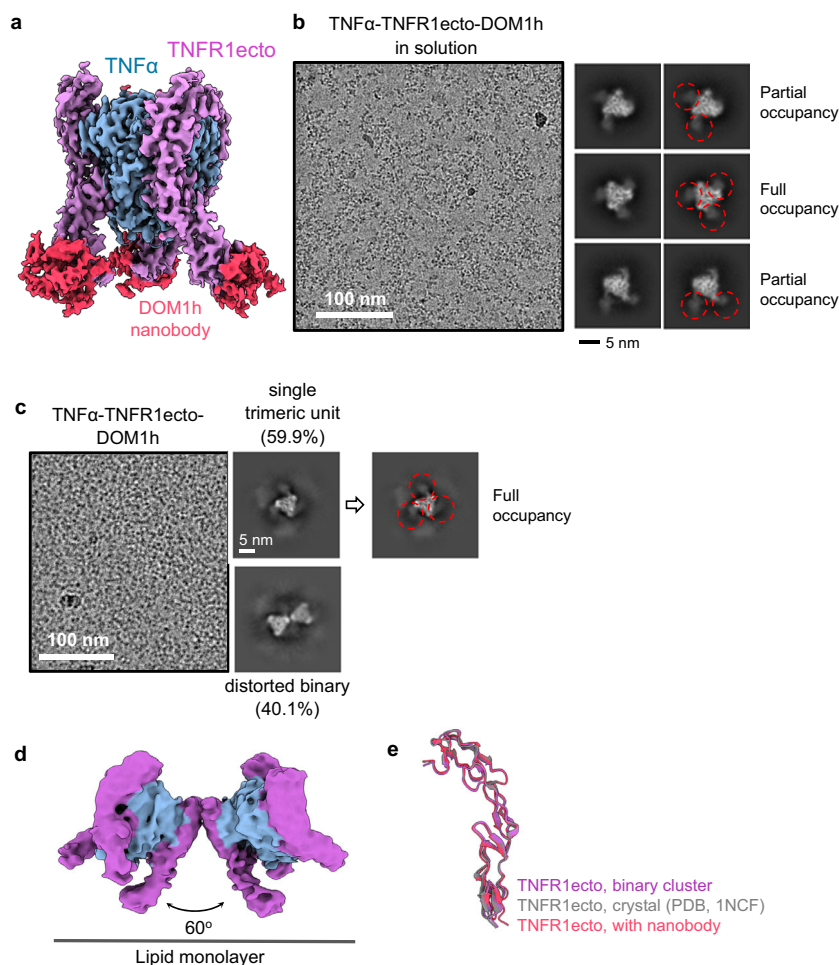 a
TNFR1ecto
TNFα
DOM1h
nanobody
b
TNFα-TNFR1ecto-DOM1h
in solution
100 nm
Partial
occupancy
Full
occupancy
Partial
occupancy
5 nm
c
TNFα-TNFR1ecto-
DOM1h
100 nm
single
trimeric unit
(59.9%)
5 nm
Full
occupancy
distorted binary
(40.1%)
d
60º
Lipid monolayer
e
TNFR1ecto, binary cluster
TNFR1ecto, crystal (PDB, 1NCF)
TNFR1ecto, with nanobody